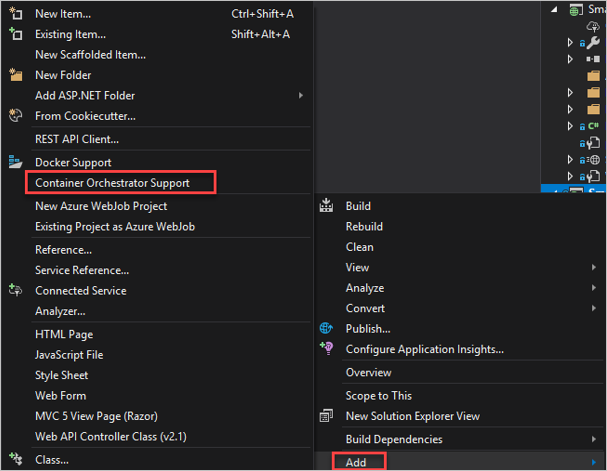 New Item... Ctrl+Shift+A
Existing Item... Shift+Alt+A
New Scaffolded Item...
New Folder
Add ASP.NET Folder
From Cookiecutter...
REST API Client...
Docker Support
Container Orchestrator Support
New Azure WebJob Project
Existing Project as Azure WebJob
Reference...
Service Reference...
Connected Service
Analyzer...
HTML Page
JavaScript File
Style Sheet
Web Form
MVC 5 View Page (Razor)
Web API Controller Class (v2.1)
Class...
Build
Rebuild
Clean
View
Analyze
Convert
Publish...
Configure Application Insights...
Overview
Scope to This
New Solution Explorer View
Build Dependencies
Add
Sma
C#